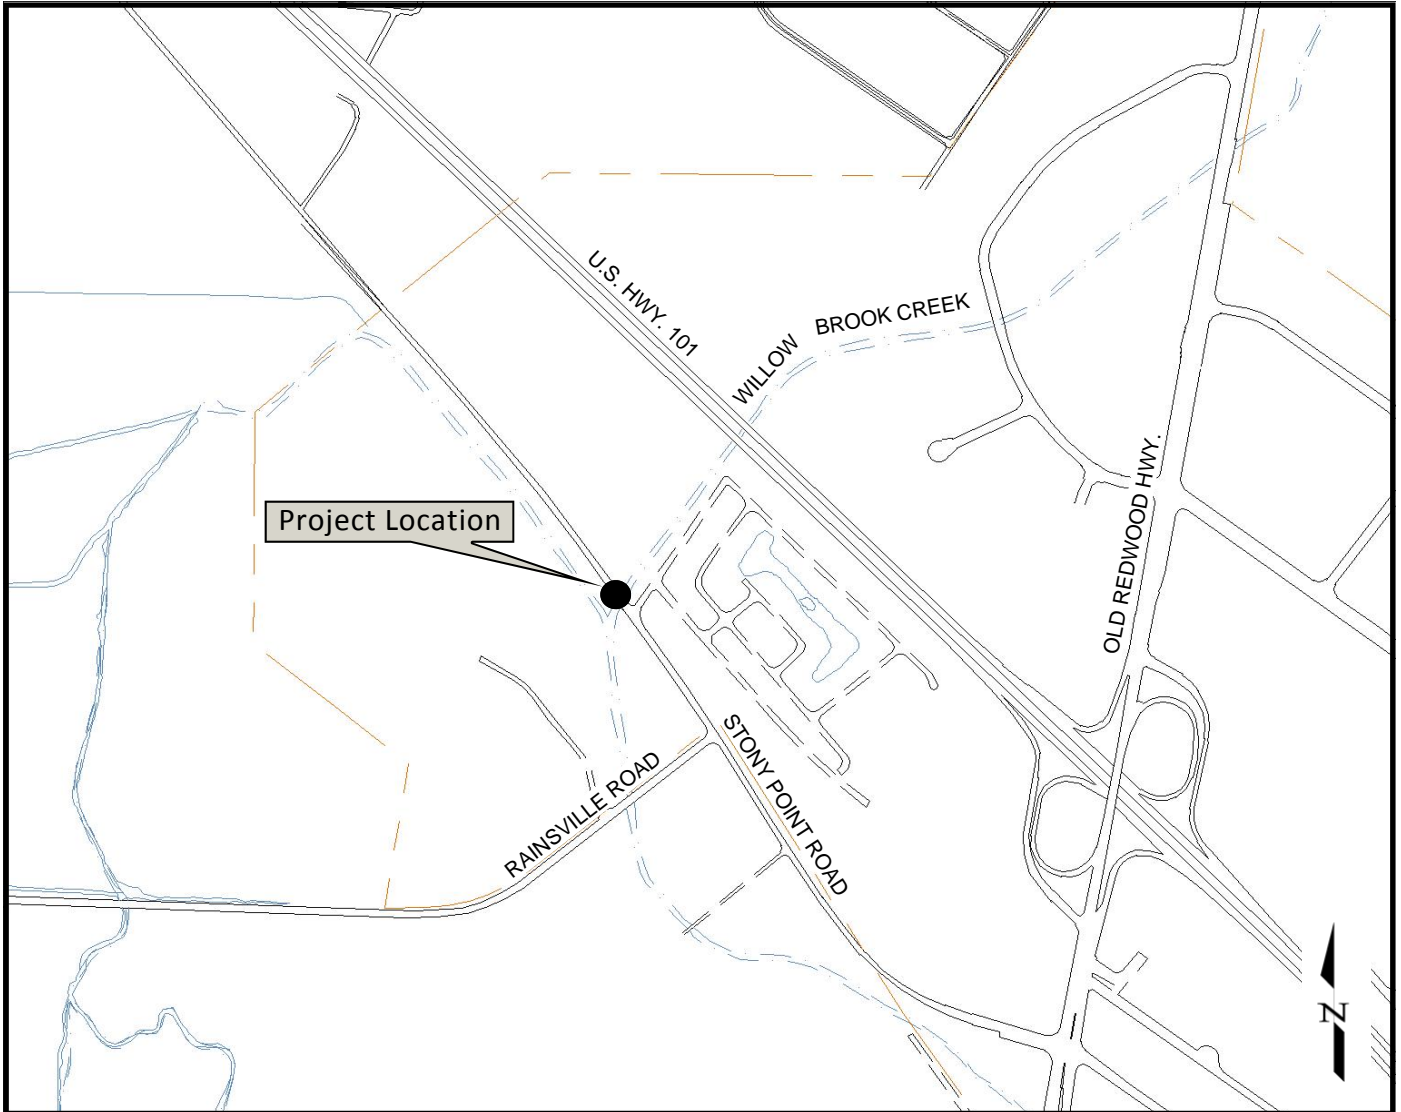 U.S. HWY. 101
WILLOW BROOK CREEK
OLD REDWOOD HWY.
Project Location
STONY POINT ROAD
RAINSVILLE ROAD
N